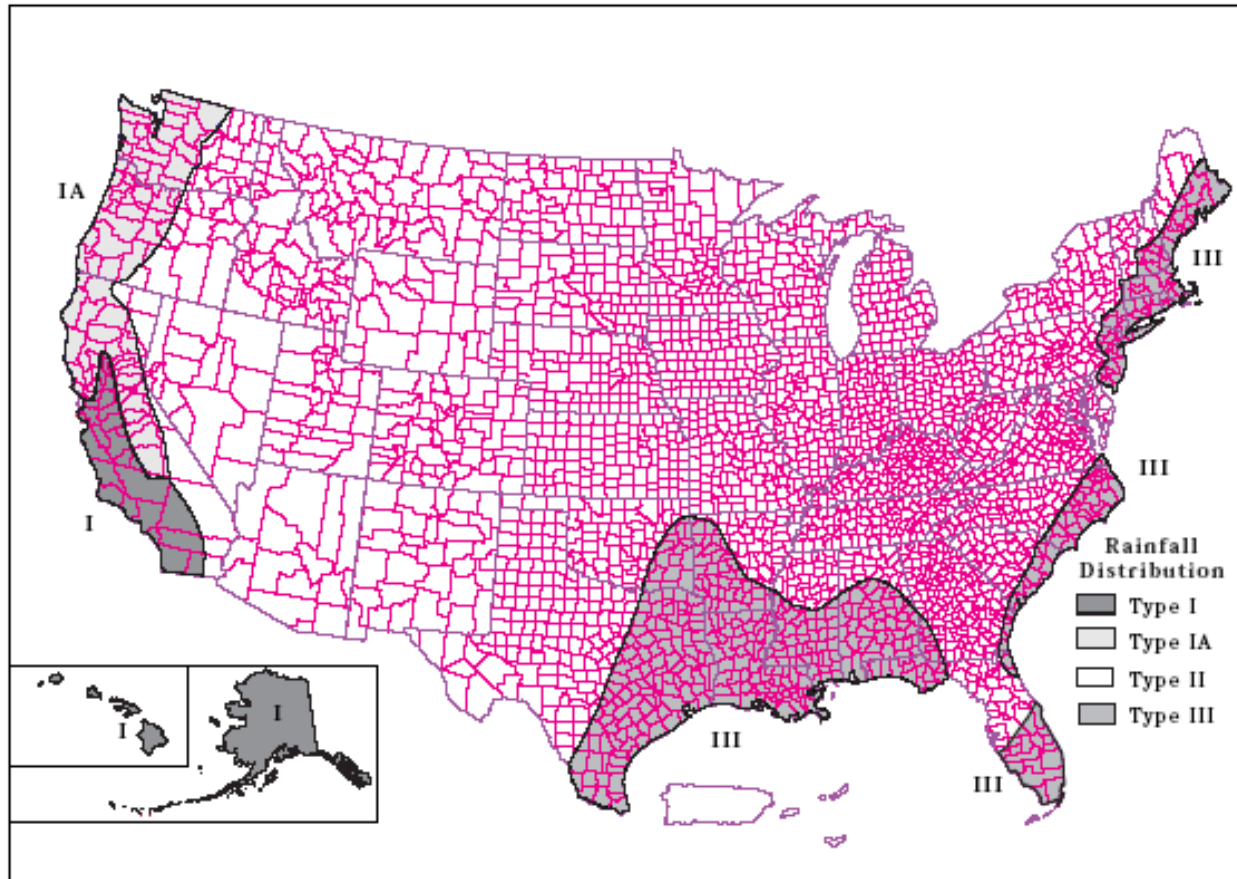 IA
III
III
I
Rainfall
Distribution
Type I
Type IA
Type II
Type III
I
I
III
III